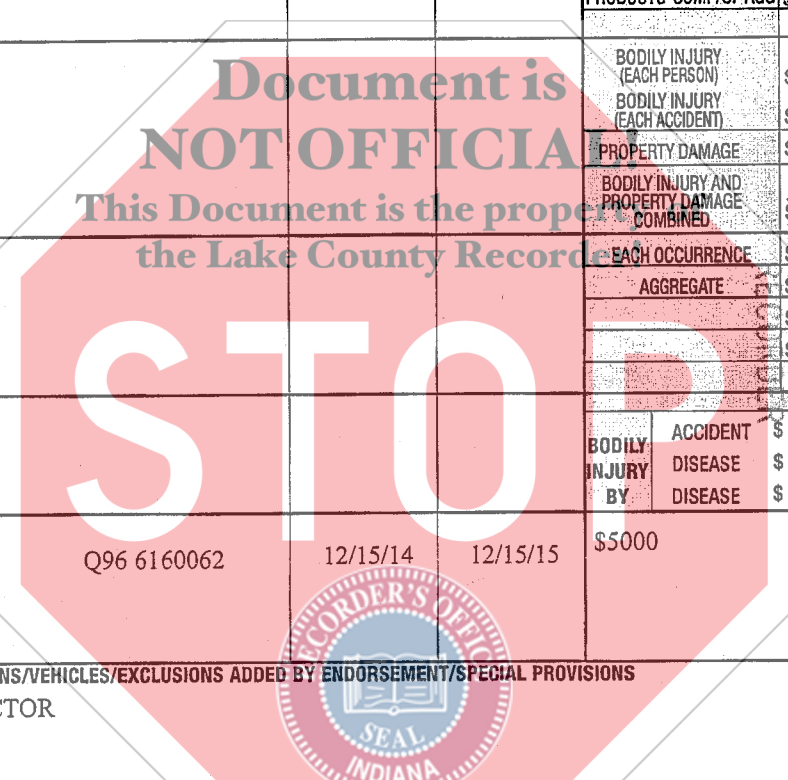 Document is
NOT OFFICIAL!
This Document is the property
the Lake County Recorder!
STOP
BODILY INJURY
(EACH PERSON)
BODILY INJURY
(EACH ACCIDENT)
PROPERTY DAMAGE
BODILY INJURY AND
PROPERTY DAMAGE
COMBINED
EACH OCCURRENCE
AGGREGATE
BODILY
INJURY
BY
ACCIDENT $
DISEASE $
DISEASE $
Q96 6160062 12/15/14 12/15/15 $5000
NS/VEHICLES/EXCLUSIONS ADDED BY ENDORSEMENT/SPECIAL PROVISIONS
CTOR
SEAL
INDIANA